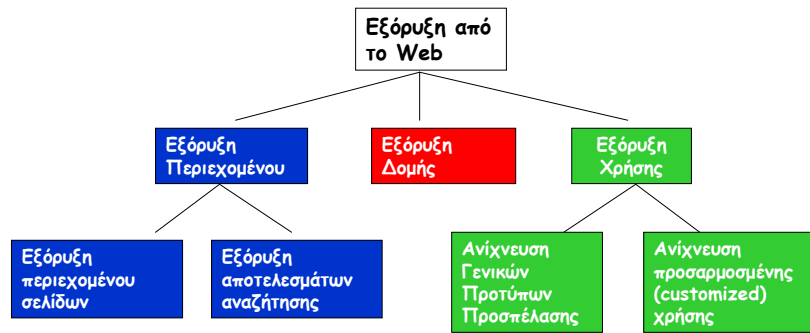 Εξόρυξη από
το Web
Εξόρυξη
Περιεχομένου
Εξόρυξη
Δομής
Εξόρυξη
Χρήσης
Εξόρυξη
περιεχομένου
σελίδων
Εξόρυξη
αποτελεσμάτων
αναζήτησης
Ανίχνευση
Γενικών
Προτύπων
Προσπέλασης
Ανίχνευση
προσαρμοσμένης
(customized)
χρήσης